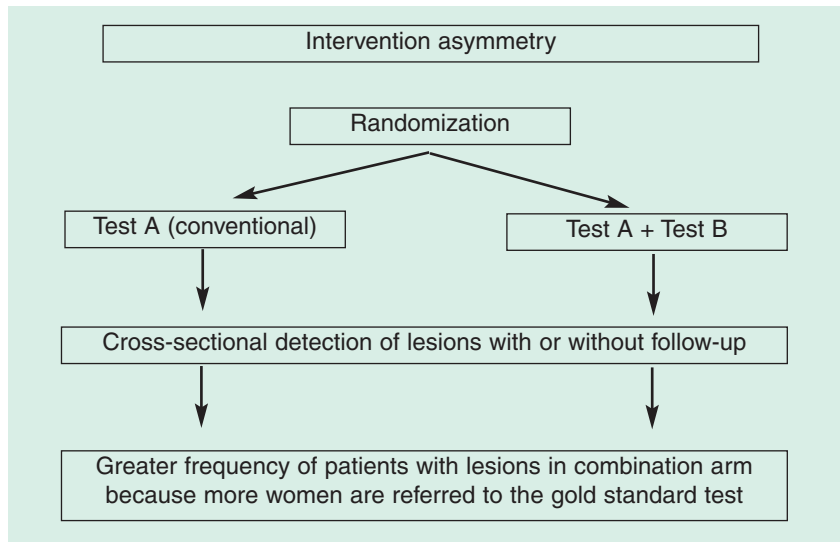 Intervention asymmetry
Randomization
Test A (conventional)
Test A + Test B
Cross-sectional detection of lesions with or without follow-up
Greater frequency of patients with lesions in combination arm
because more women are referred to the gold standard test